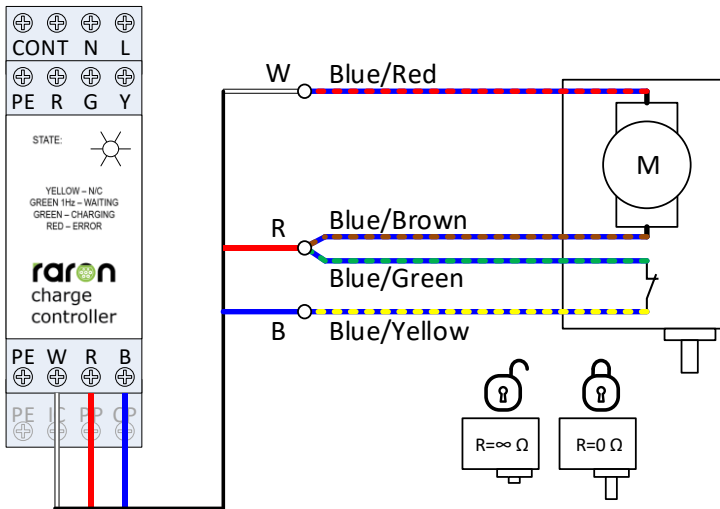 CONT N L
PE R G Y
STATE:
YELLOW – N/C
GREEN 1Hz – WAITING
GREEN – CHARGING
RED – ERROR
raron
charge
controller
PE W R B
PE IC PP CP
W Blue/Red
M
R Blue/Brown
Blue/Green
B Blue/Yellow
R=∞ Ω
R=0 Ω